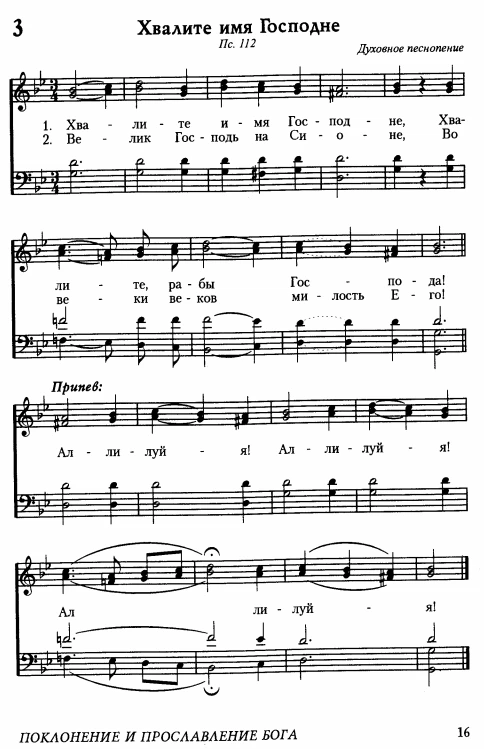 3
Хвалите имя Господне
Пс. 112
Духовное песнопение
1. Хва - ли - те и - мя Гос - под - не, Хва-
2. Ве - лик Гос - подь на Си - о - не, Во
ли - те, ра - бы Гос - по - да!
ве - ки ве - ков ми - лость Е - го!
Припев:
Ал - ли - луй - я! Ал - ли - луй - я!
Ал ли - луй - я!
ПОКЛОНЕНИЕ И ПРОСЛАВЛЕНИЕ БОГА
16